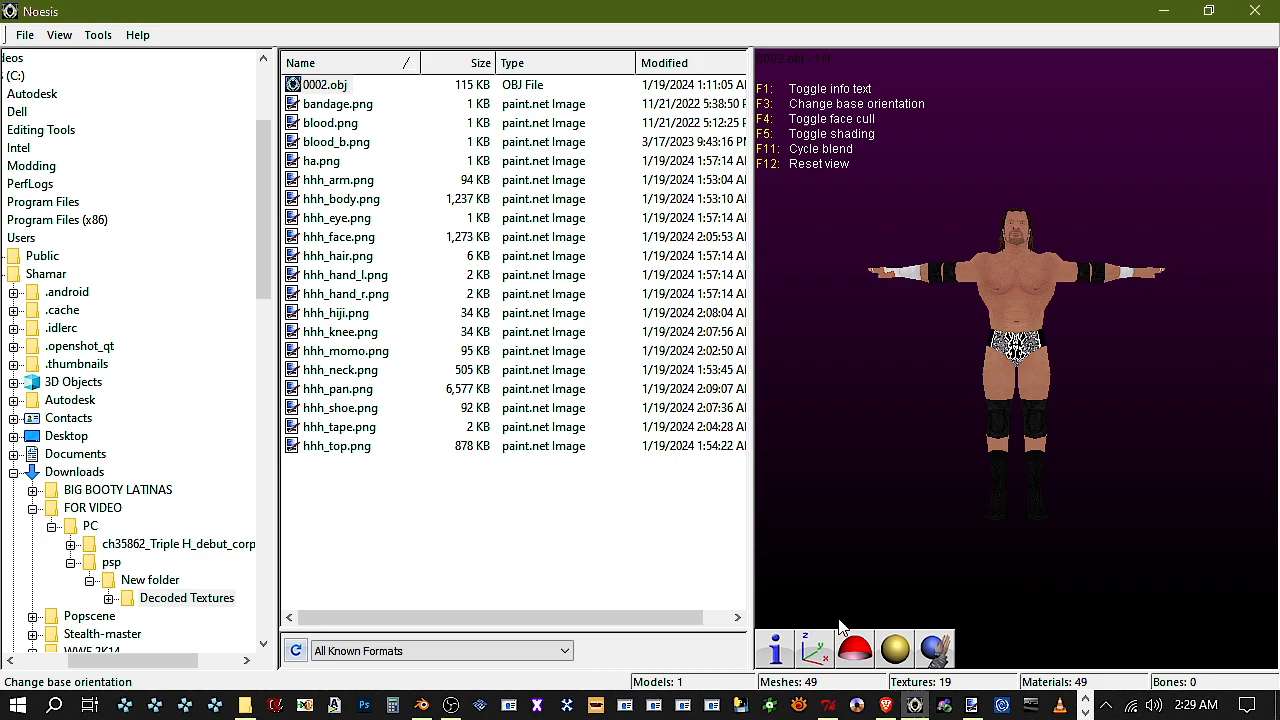 Noesis
File View Tools Help
deos
(C:)
Autodesk
Dell
Editing Tools
Intel
Modding
PerfLogs
Program Files
Program Files (x86)
Users
Public
Shamar
.android
.cache
.idlerc
.openshot_qt
.thumbnails
3D Objects
Autodesk
Contacts
Desktop
Documents
Downloads
BIG BOOTY LATINAS
FOR VIDEO
PC
ch35862_Triple H_debut_corp
psp
New folder
Decoded Textures
Popscene
Stealth-master
WWE 2K14
Name / Size Type Modified
0002.obj 115 KB OBJ File 1/19/2024 1:11:05 AI
bandage.png 1 KB paint.net Image 11/21/2022 5:38:50 F
blood.png 1 KB paint.net Image 11/21/2022 5:12:25 F
blood_b.png 1 KB paint.net Image 3/17/2023 9:43:16 PI
ha.png 1 KB paint.net Image 1/19/2024 1:57:14 AI
hhh_arm.png 94 KB paint.net Image 1/19/2024 1:53:04 AI
hhh_body.png 1,237 KB paint.net Image 1/19/2024 1:53:10 AI
hhh_eye.png 1 KB paint.net Image 1/19/2024 1:57:14 AI
hhh_face.png 1,273 KB paint.net Image 1/19/2024 2:05:53 AI
hhh_hair.png 6 KB paint.net Image 1/19/2024 1:57:14 AI
hhh_hand_l.png 2 KB paint.net Image 1/19/2024 1:57:14 AI
hhh_hand_r.png 2 KB paint.net Image 1/19/2024 1:57:14 AI
hhh_hiji.png 34 KB paint.net Image 1/19/2024 2:08:04 AI
hhh_knee.png 34 KB paint.net Image 1/19/2024 2:07:56 AI
hhh_momo.png 95 KB paint.net Image 1/19/2024 2:02:50 AI
hhh_neck.png 505 KB paint.net Image 1/19/2024 1:53:45 AI
hhh_pan.png 6,577 KB paint.net Image 1/19/2024 2:09:07 AI
hhh_shoe.png 92 KB paint.net Image 1/19/2024 2:07:36 AI
hhh_tape.png 2 KB paint.net Image 1/19/2024 2:04:28 AI
hhh_top.png 878 KB paint.net Image 1/19/2024 1:54:22 AI
All Known Formats
0002.obj - 
F1: Toggle info text
F3: Change base orientation
F4: Toggle face cull
F5: Toggle shading
F11: Cycle blend
F12: Reset view
z y x
Change base orientation
Models: 1
Meshes: 49
Textures: 19
Materials: 49
Bones: 0
2:29 AM